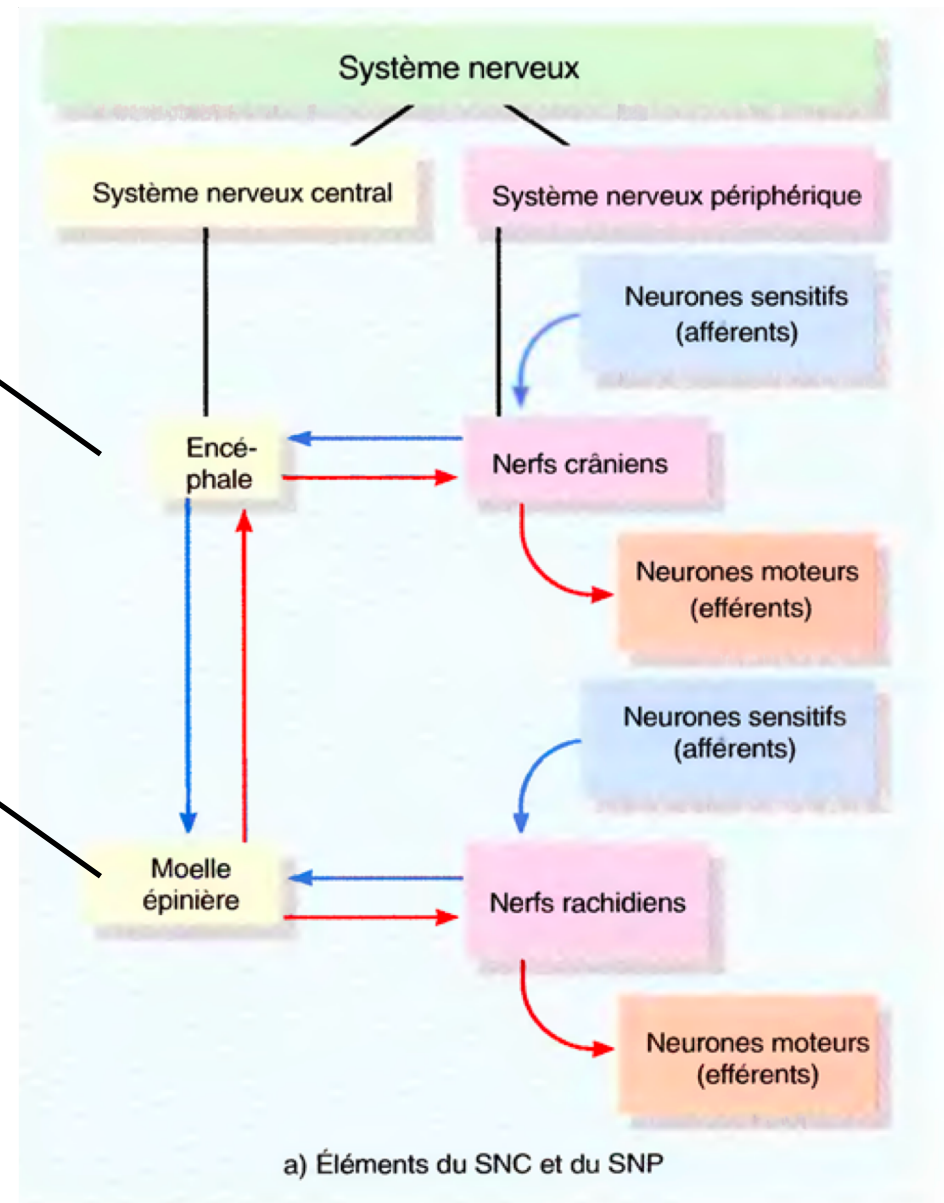 Système nerveux
Système nerveux central
Système nerveux périphérique
Neurones sensitifs
(afférents)
Encé-
phale
Nerfs crâniens
Neurones moteurs
(efférents)
Neurones sensitifs
(afférents)
Moelle
épinière
Nerfs rachidiens
Neurones moteurs
(efférents)
a) Éléments du SNC et du SNP